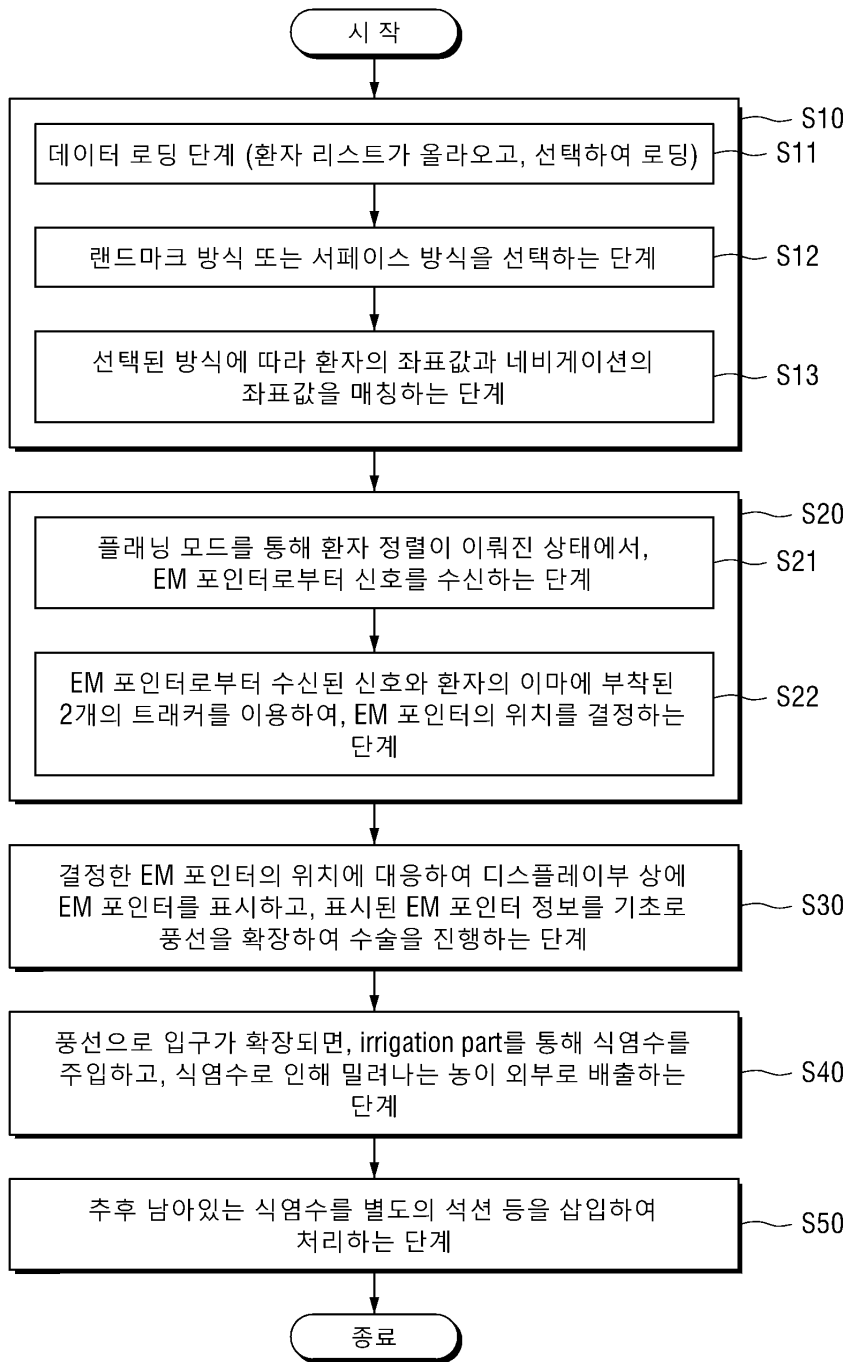 시 작
S10
데이터 로딩 단계 (환자 리스트가 올라오고, 선택하여 로딩)
S11
랜드마크 방식 또는 서페이스 방식을 선택하는 단계
S12
선택된 방식에 따라 환자의 좌표값과 네비게이션의
좌표값을 매칭하는 단계
S13
S20
플래닝 모드를 통해 환자 정렬이 이뤄진 상태에서,
EM 포인터로부터 신호를 수신하는 단계
S21
EM 포인터로부터 수신된 신호와 환자의 이마에 부착된
2개의 트래커를 이용하여, EM 포인터의 위치를 결정하는
단계
S22
결정한 EM 포인터의 위치에 대응하여 디스플레이부 상에
EM 포인터를 표시하고, 표시된 EM 포인터 정보를 기초로
풍선을 확장하여 수술을 진행하는 단계
S30
풍선으로 입구가 확장되면, irrigation part를 통해 식염수를
주입하고, 식염수로 인해 밀려나는 농이 외부로 배출하는
단계
S40
추후 남아있는 식염수를 별도의 석션 등을 삽입하여
처리하는 단계
S50
종료